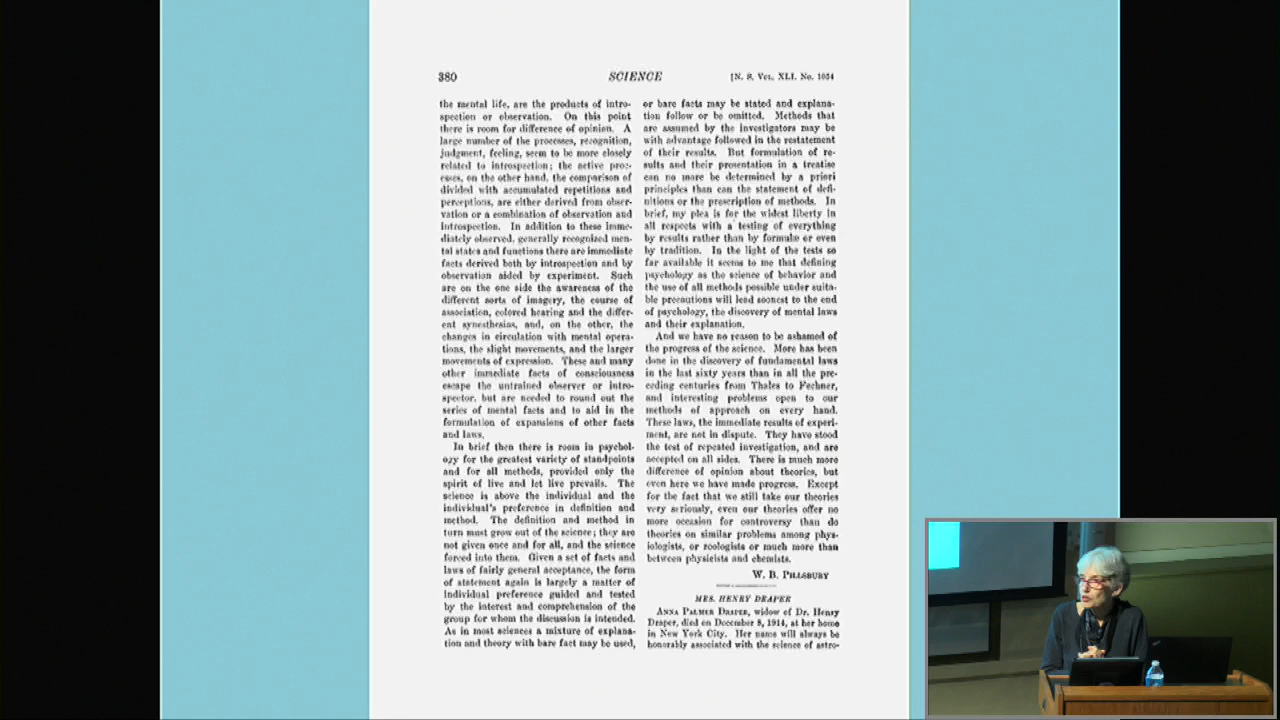 380
SCIENCE
[N. S. VOL. XLI. No. 1054
the mental life, are the products of intro-
spection or observation. On this point
there is room for difference of opinion. A
large number of the processes, recognition,
judgment, feeling, seem to be more closely
related to introspection; the active proc-
esses, on the other hand, the comparison of
divided with accumulated repetitions and
perceptions, are either derived from obser-
vation or a combination of observation and
introspection. In addition to these imme-
diately observed, generally recognized men-
tal states and functions there are immediate
facts derived both by introspection and by
observation aided by experiment. Such
are on the one side the awareness of the
different sorts of imagery, the course of
association, colored hearing and the differ-
ent synesthesias, and, on the other, the
changes in circulation with mental opera-
tions, the slight movements, and the larger
movements of expression. These and many
other immediate facts of consciousness
escape the untrained observer or intro-
spector, but are needed to round out the
series of mental facts and to aid in the
formulation of expansions of other facts
and laws.
In brief then there is room in psychol-
ogy for the greatest variety of standpoints
and for all methods, provided only the
spirit of live and let live prevails. The
science is above the individual and the
individual's preference in definition and
method. The definition and method in
turn must grow out of the science; they are
not given once and for all, and the science
forced into them. Given a set of facts and
laws of fairly general acceptance, the form
of statement again is largely a matter of
individual preference guided and tested
by the interest and comprehension of the
group for whom the discussion is intended.
As in most sciences a mixture of explana-
tion and theory with bare fact may be used,
or bare facts may be stated and explana-
tion follow or be omitted. Methods that
are assumed by the investigators may be
with advantage followed in the restatement
of their results. But formulation of re-
sults and their presentation in a treatise
can no more be determined by a priori
principles than can the statement of defi-
nitions or the prescription of methods. In
brief, my plea is for the widest liberty in
all respects with a testing of everything
by results rather than by formulæ or even
by tradition. In the light of the tests so
far available it seems to me that defining
psychology as the science of behavior and
the use of all methods possible under suita-
ble precautions will lead soonest to the end
of psychology, the discovery of mental laws
and their explanation.
And we have no reason to be ashamed of
the progress of the science. More has been
done in the discovery of fundamental laws
in the last sixty years than in all the pre-
ceding centuries from Thales to Fechner,
and interesting problems open to our
methods of approach on every hand.
These laws, the immediate results of experi-
ment, are not in dispute. They have stood
the test of repeated investigation, and are
accepted on all sides. There is much more
difference of opinion about theories, but
even here we have made progress. Except
for the fact that we still take our theories
very seriously, even our theories offer no
more occasion for controversy than do
theories on similar problems among phys-
iologists, or zoologists or much more than
between physicists and chemists.
W. B. PILLSBURY
MRS. HENRY DRAPER
ANNA PALMER DRAPER, widow of Dr. Henry
Draper, died on December 8, 1914, at her home
in New York City. Her name will always be
honorably associated with the science of astro-